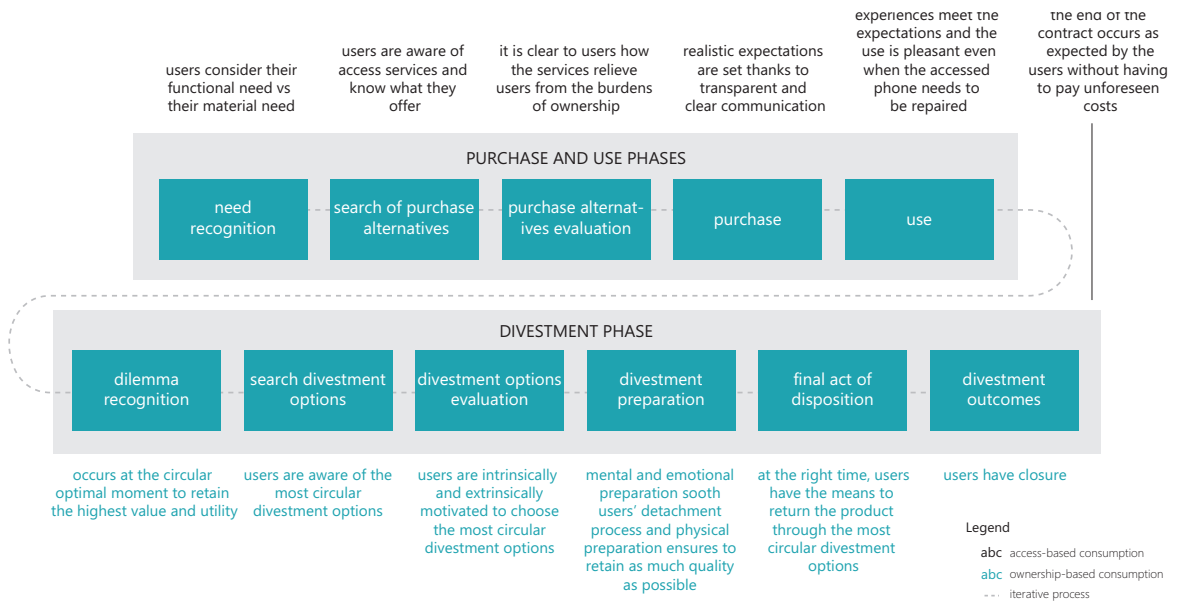 users consider their
functional need vs
their material need
users are aware of
access services and
know what they
offer
it is clear to users how
the services relieve
users from the burdens
of ownership
realistic expectations
are set thanks to
transparent and
clear communication
experiences meet the
expectations and the
use is pleasant even
when the accessed
phone needs to
be repaired
the end of the
contract occurs as
expected by the
users without having
to pay unforeseen
costs
PURCHASE AND USE PHASES
need
recognition
search of purchase
alternatives
purchase alternat-
ives evaluation
purchase
use
DIVESTMENT PHASE
dilemma
recognition
search divestment
options
divestment options
evaluation
divestment
preparation
final act of
disposition
divestment
outcomes
occurs at the circular
optimal moment to retain
the highest value and utility
users are aware of the
most circular
divestment options
users are intrinsically
and extrinsically
motivated to choose
the most circular
divestment options
mental and emotional
preparation sooth
users’ detachment
process and physical
preparation ensures to
retain as much quality
as possible
at the right time, users
have the means to
return the product
through the most
circular divestment
options
users have closure
Legend
abc access-based consumption
abc ownership-based consumption
iterative process